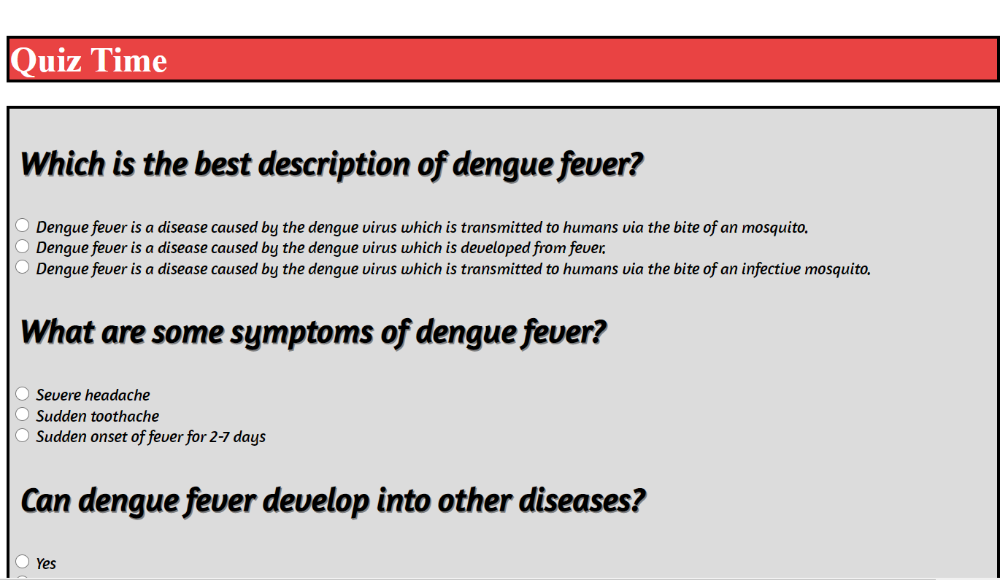 Quiz Time
Which is the best description of dengue fever?
Dengue fever is a disease caused by the dengue virus which is transmitted to humans via the bite of an mosquito.
Dengue fever is a disease caused by the dengue virus which is developed from fever.
Dengue fever is a disease caused by the dengue virus which is transmitted to humans via the bite of an infective mosquito.
What are some symptoms of dengue fever?
Severe headache
Sudden toothache
Sudden onset of fever for 2-7 days
Can dengue fever develop into other diseases?
Yes